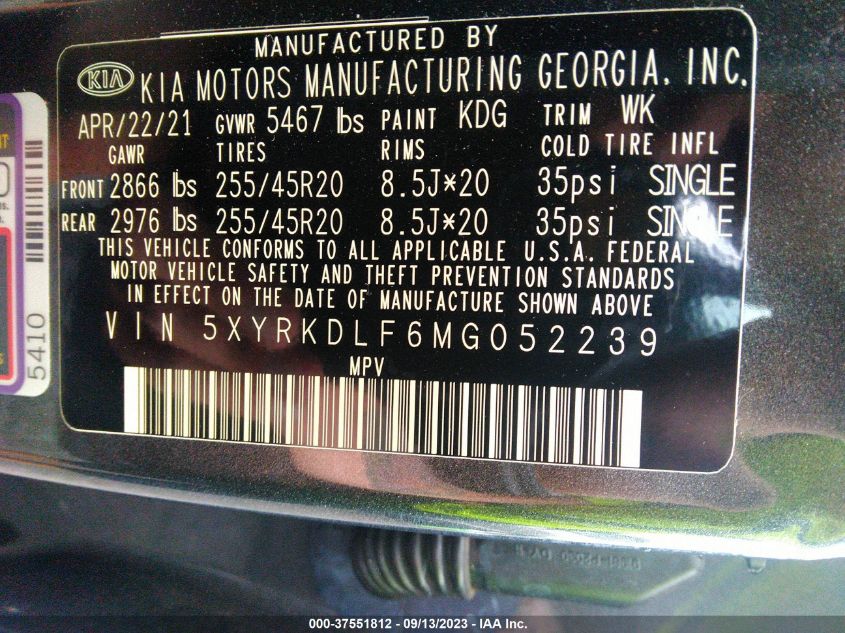 MANUFACTURED BY
KIA KIA MOTORS MANUFACTURING GEORGIA, INC.
APR/22/21 GVWR 5467 lbs PAINT KDG TRIM WK
GAWR TIRES RIMS COLD TIRE INFL
FRONT 2866 lbs 255/45R20 8.5J*20 35psi SINGLE
REAR 2976 lbs 255/45R20 8.5J*20 35psi SINGLE
THIS VEHICLE CONFORMS TO ALL APPLICABLE U.S.A. FEDERAL
MOTOR VEHICLE SAFETY AND THEFT PREVENTION STANDARDS
IN EFFECT ON THE DATE OF MANUFACTURE SHOWN ABOVE
VIN 5XYRKDLF6MG052239
MPV
5410
000-37551812 / 09/13/2023 - IAA Inc.